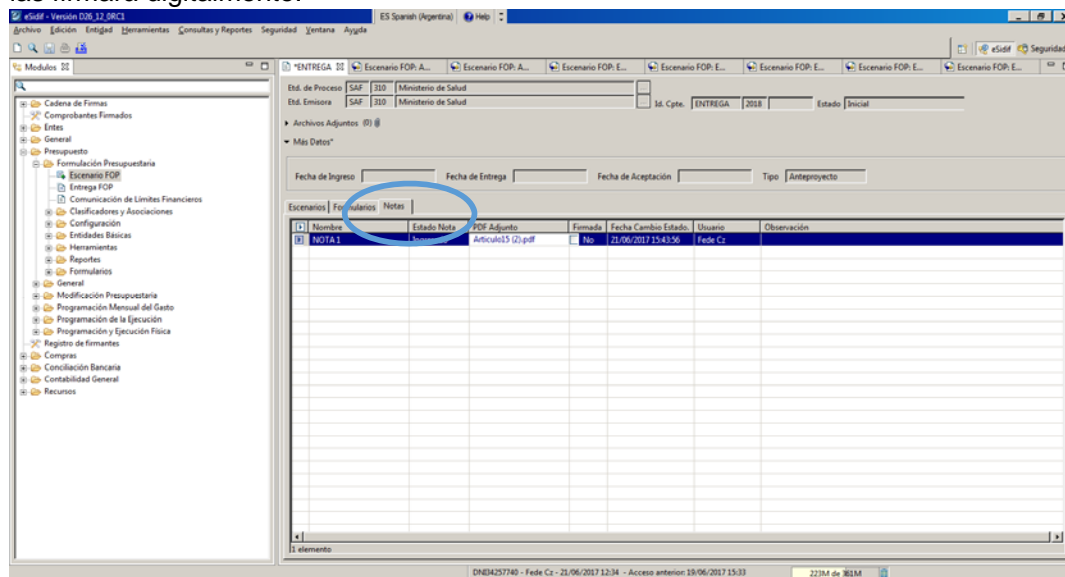 las firmará digitalmente.
eSidif - Versión D26_12_0RC1
ES Spanish (Argentina) Help
Archivo Edición Entidad Herramientas Consultas y Reportes Seguridad Ventana Ayuda
eSidif Seguridad
Modulos
*ENTREGA Escenario FOP: A... Escenario FOP: A... Escenario FOP: E... Escenario FOP: E... Escenario FOP: E... Escenario FOP: E... Escenario FOP: E...
Etd. de Proceso SAF 310 Ministerio de Salud
Etd. Emisora SAF 310 Ministerio de Salud Id. Cpte. ENTREGA 2018 Estado Inicial
Archivos Adjuntos (0)
Más Datos*
Fecha de Ingreso Fecha de Entrega Fecha de Aceptación Tipo Anteproyecto
Escenarios Formularios Notas
Nombre Estado Nota PDF Adjunto Firmada Fecha Cambio Estado. Usuario Observación
NOTA 1 Articulo15 (2).pdf No 21/06/2017 15:43:56 Fede Cz
Cadena de Firmas
Comprobantes Firmados
Entes
General
Presupuesto
Formulación Presupuestaria
Escenario FOP
Entrega FOP
Comunicación de Límites Financieros
Clasificadores y Asociaciones
Configuración
Entidades Básicas
Herramientas
Reportes
Formularios
General
Modificación Presupuestaria
Programación Mensual del Gasto
Programación de la Ejecución
Programación y Ejecución Física
Registro de firmantes
Compras
Conciliación Bancaria
Contabilidad General
Recursos
1 elemento
DNI34257740 - Fede Cz - 21/06/2017 12:34 - Acceso anterior: 19/06/2017 15:33
223M de 361M